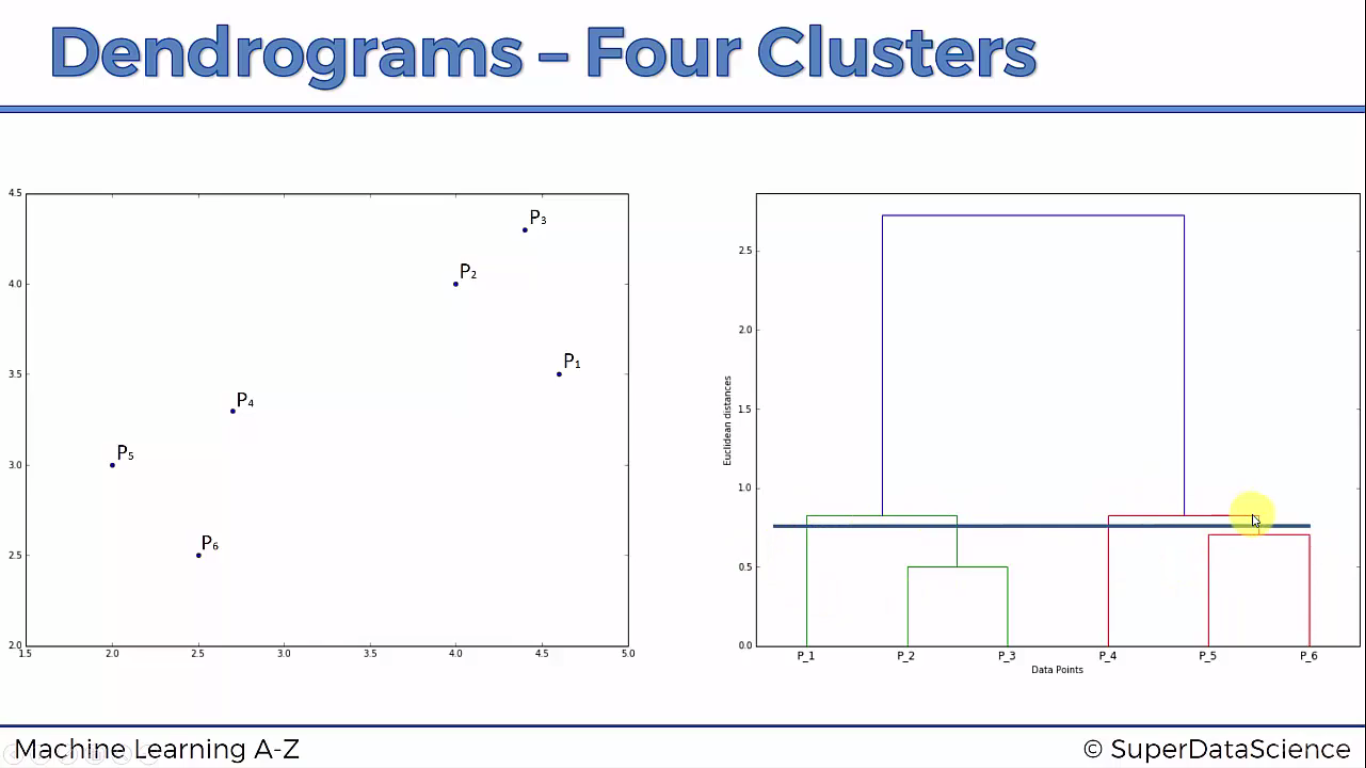 Dendrograms – Four Clusters
4.5
4.0
3.5
3.0
2.5
2.0
1.5 2.0 2.5 3.0 3.5 4.0 4.5 5.0
P₃
P₂
P₁
P₄
P₅
P₆
Euclidean distances
2.5
2.0
1.5
1.0
0.5
0.0
P_1 P_2 P_3 P_4 P_5 P_6
Data Points
Machine Learning A-Z
© SuperDataScience